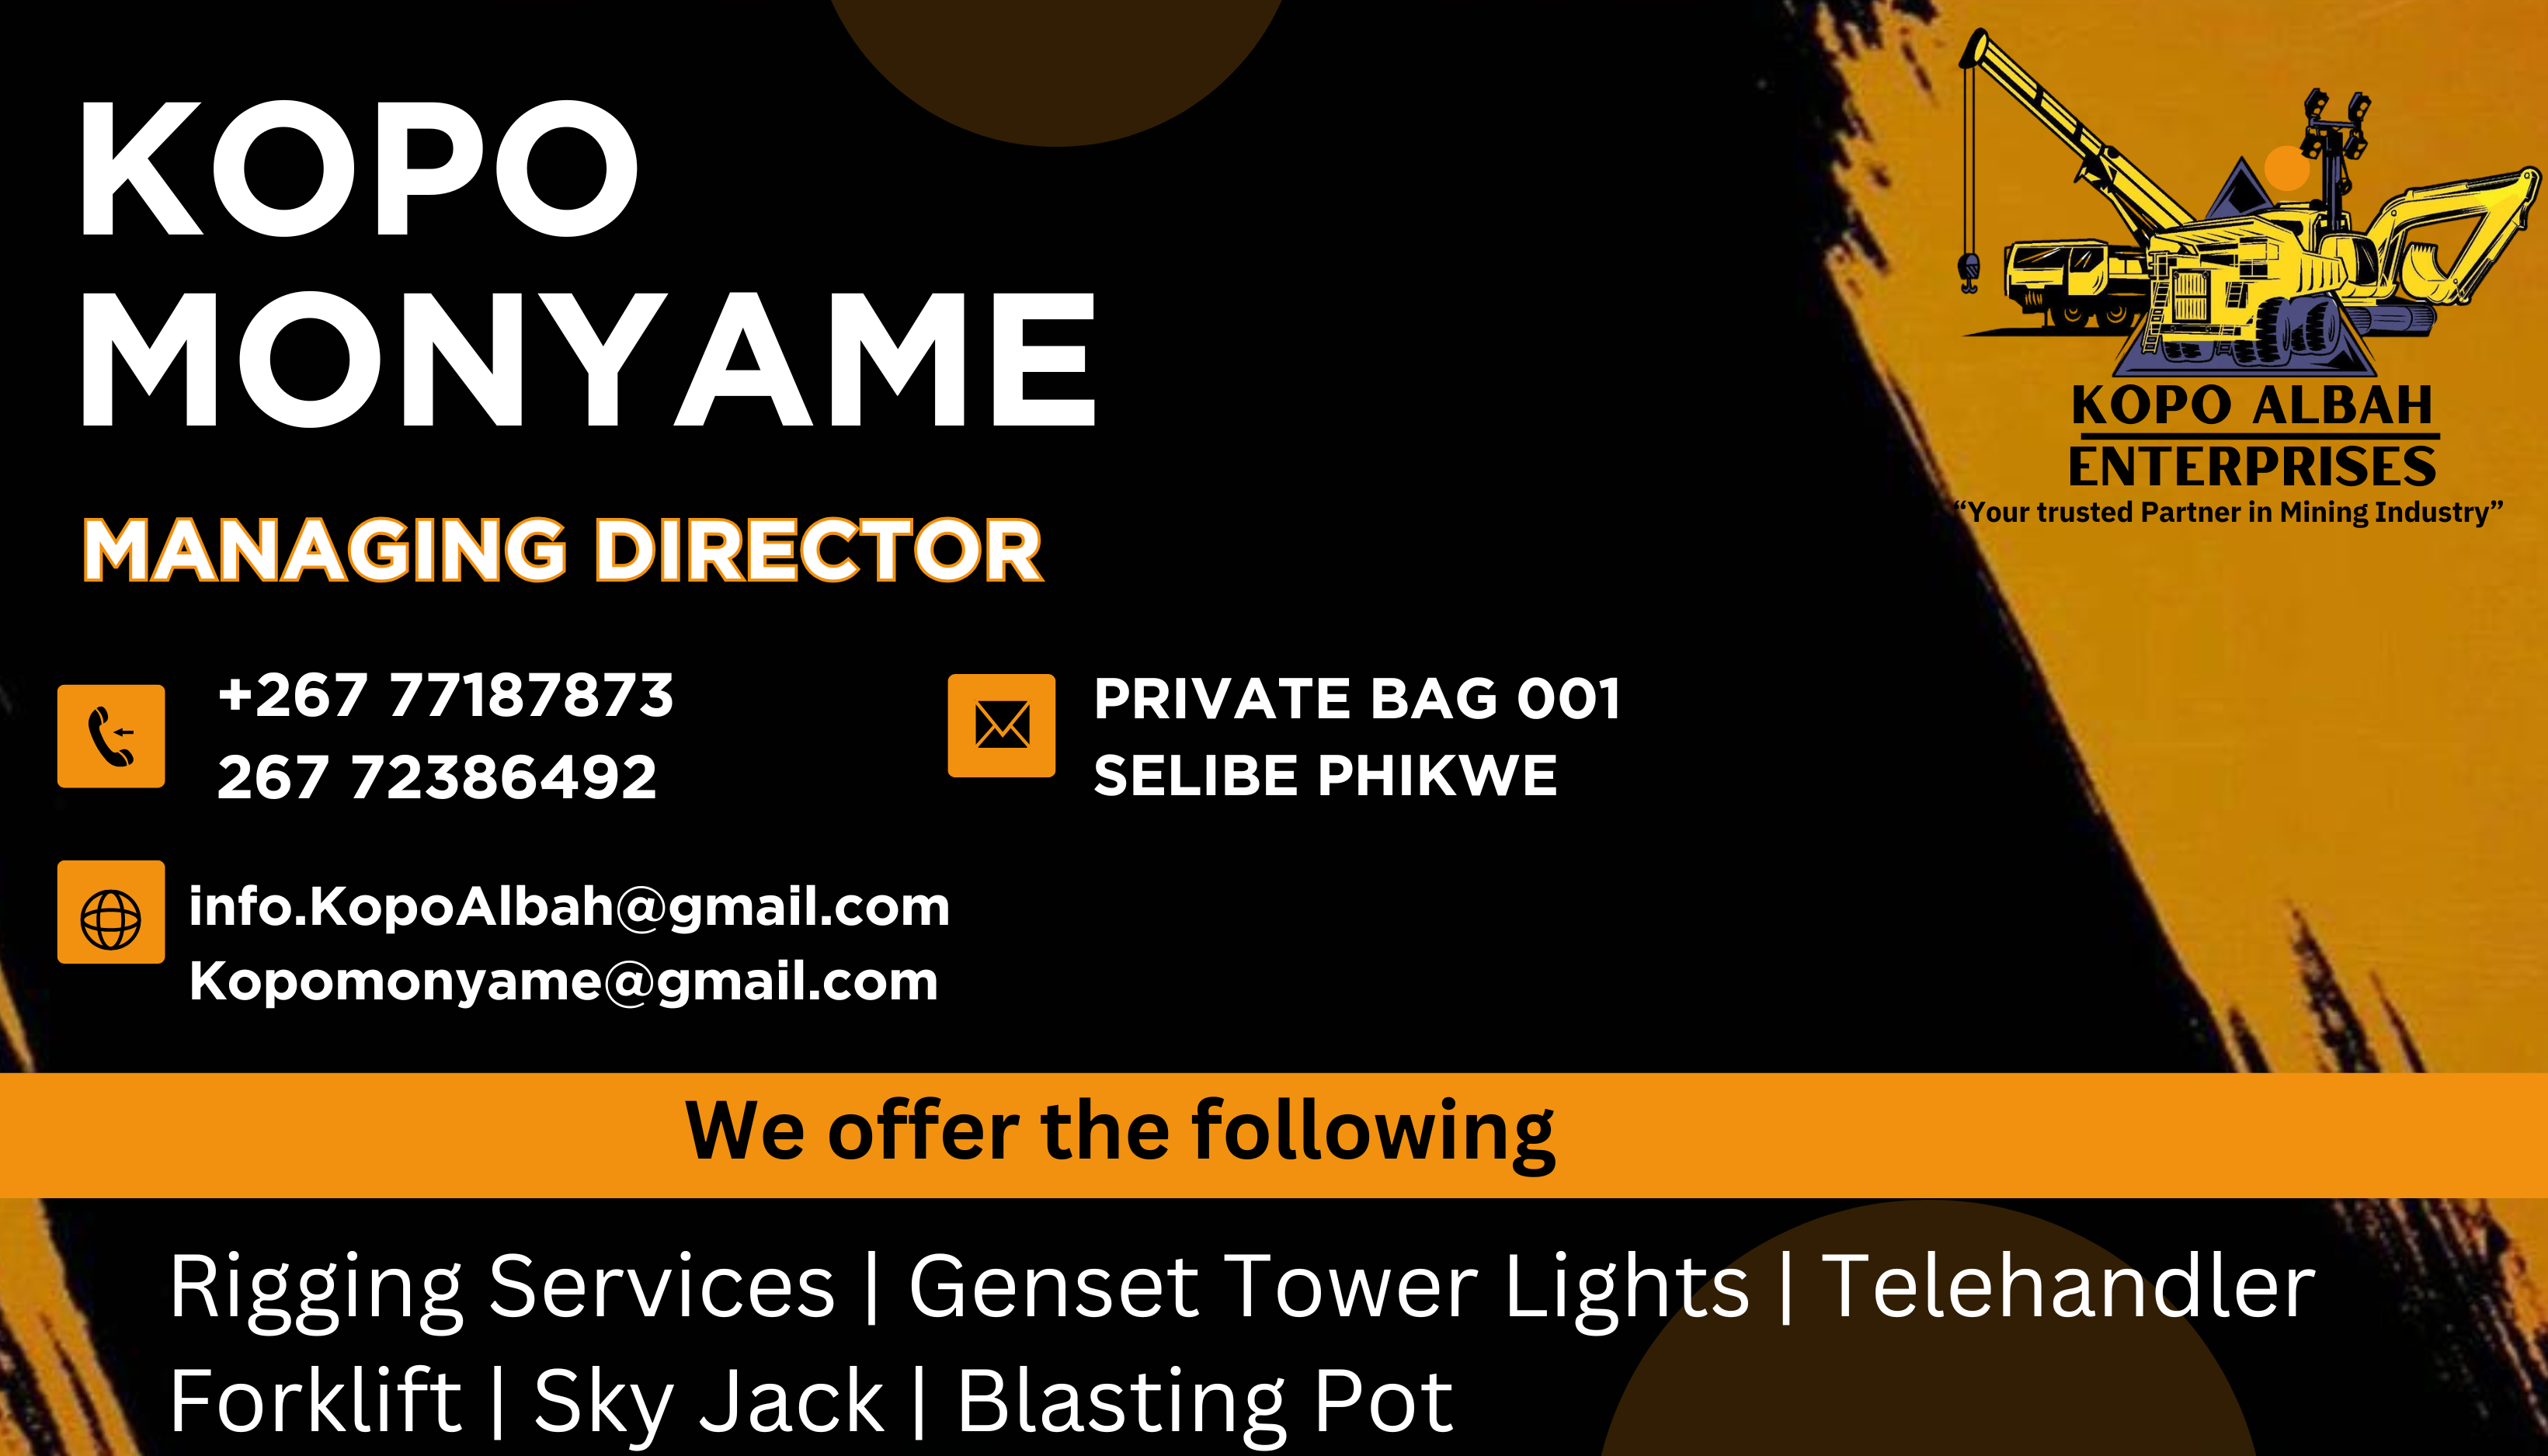 KOPO
MONYAME
MANAGING DIRECTOR
+267 77187873
267 72386492
PRIVATE BAG 001
SELIBE PHIKWE
info.KopoAlbah@gmail.com
Kopomonyame@gmail.com
KOPO ALBAH
ENTERPRISES
“Your trusted Partner in Mining Industry”
We offer the following
Rigging Services | Genset Tower Lights | Telehandler
Forklift | Sky Jack | Blasting Pot